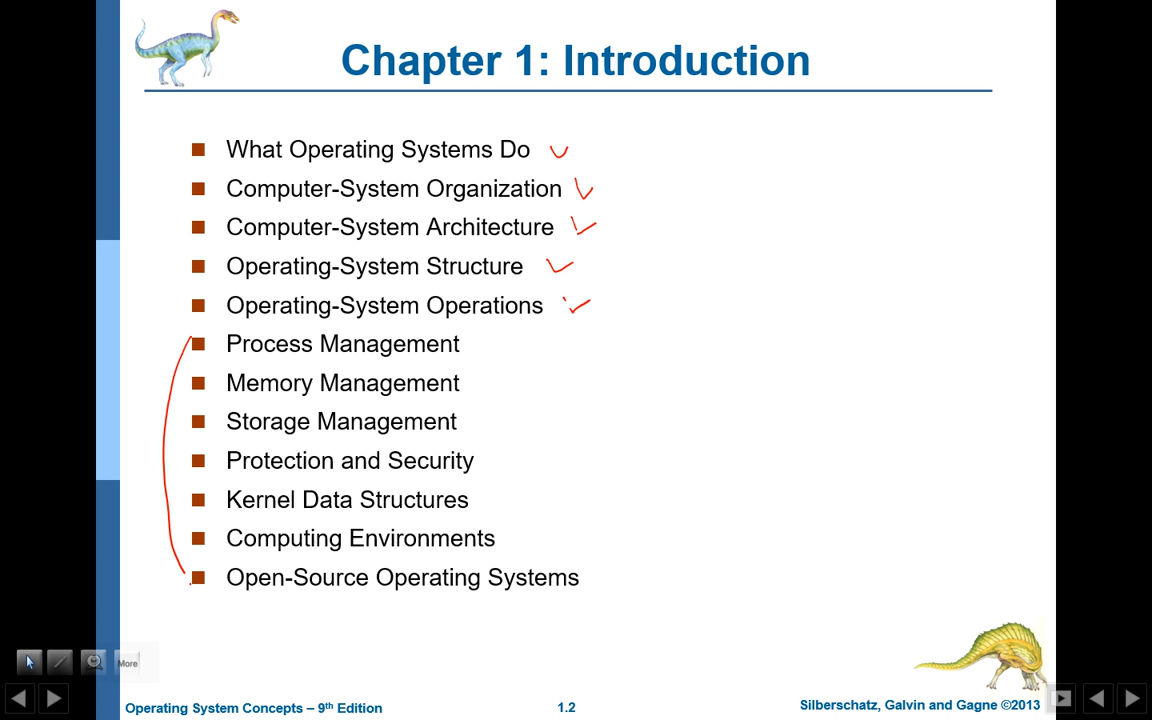 Chapter 1: Introduction
What Operating Systems Do
Computer-System Organization
Computer-System Architecture
Operating-System Structure
Operating-System Operations
Process Management
Memory Management
Storage Management
Protection and Security
Kernel Data Structures
Computing Environments
Open-Source Operating Systems
More
Operating System Concepts – 9th Edition
1.2
Silberschatz, Galvin and Gagne ©2013